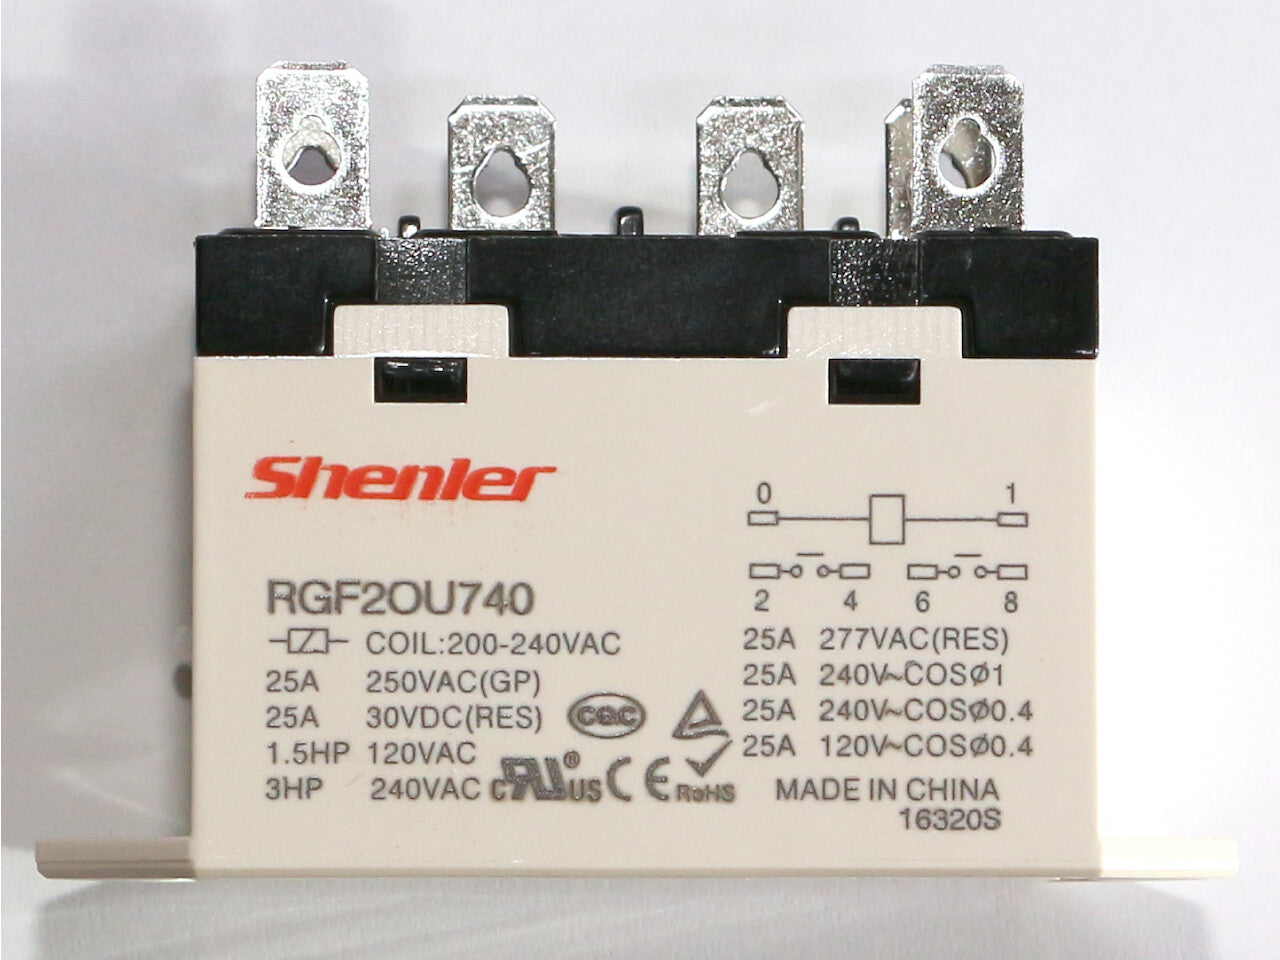 Shenler
RGF2OU740
COIL:200-240VAC
25A 250VAC(GP)
25A 30VDC(RES)
1.5HP 120VAC
3HP 240VAC
CQC
c RU® US CE RoHS
0 1
2 4 6 8
25A 277VAC(RES)
25A 240V~COSØ1
25A 240V~COSØ0.4
25A 120V~COSØ0.4
MADE IN CHINA
16320S